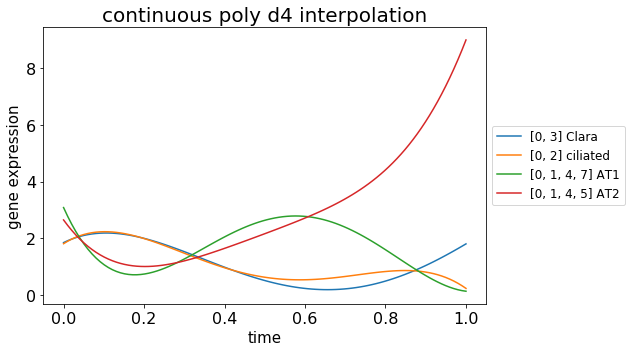 continuous poly d4 interpolation
gene expression
8
6
4
2
0
0.0 0.2 0.4 0.6 0.8 1.0
time
[0, 3] Clara
[0, 2] ciliated
[0, 1, 4, 7] AT1
[0, 1, 4, 5] AT2